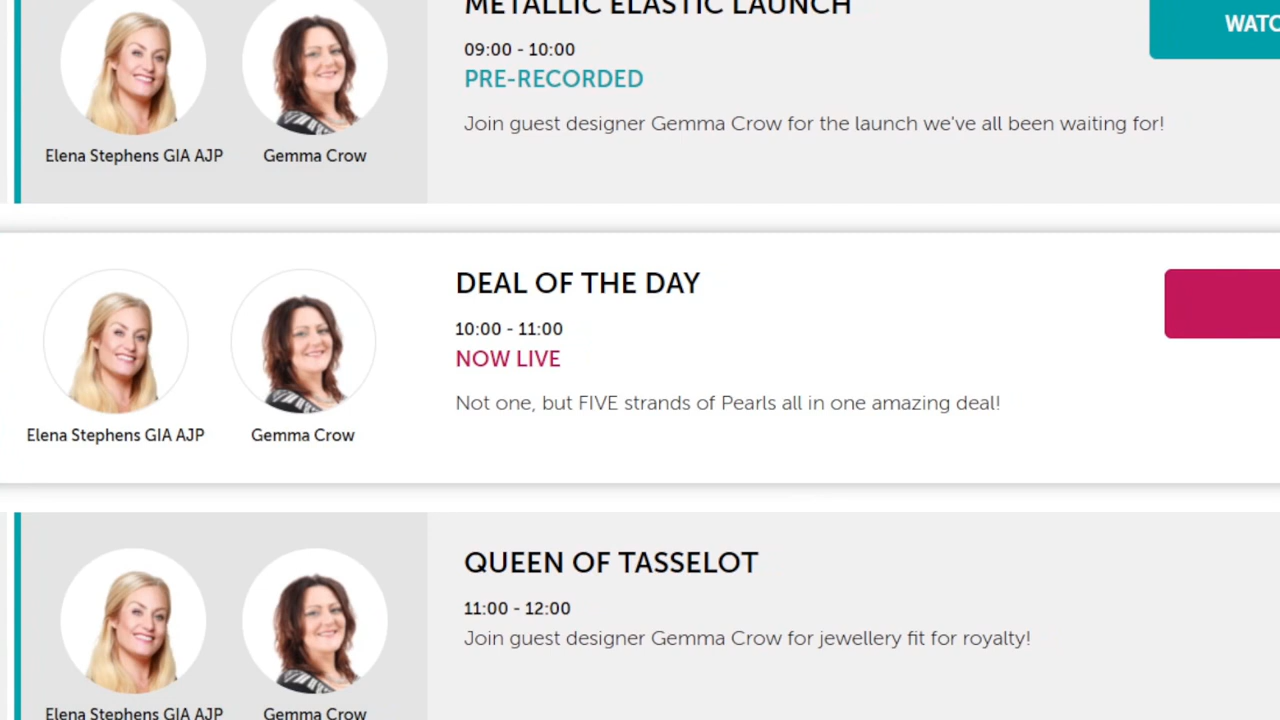 METALLIC ELASTIC LAUNCH
WATC
09:00 - 10:00
PRE-RECORDED
Join guest designer Gemma Crow for the launch we've all been waiting for!
Elena Stephens GIA AJP
Gemma Crow
DEAL OF THE DAY
10:00 - 11:00
NOW LIVE
Not one, but FIVE strands of Pearls all in one amazing deal!
Elena Stephens GIA AJP
Gemma Crow
QUEEN OF TASSELOT
11:00 - 12:00
Join guest designer Gemma Crow for jewellery fit for royalty!
Elena Stephens GIA AJP
Gemma Crow